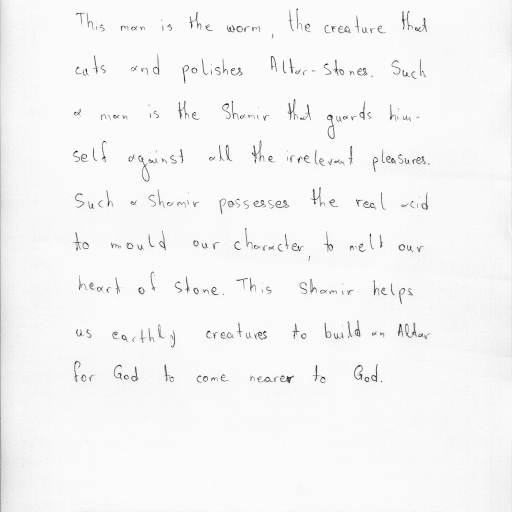 This man is the worm, the creature that
cuts and polishes Altar-Stones. Such
a man is the Shamir that guards him-
self against all the irrelevant pleasures.
Such a Shamir possesses the real acid
to mould our character, to melt our
heart of Stone. This Shamir helps
us earthly creatures to build an Altar
for God to come nearer to God.